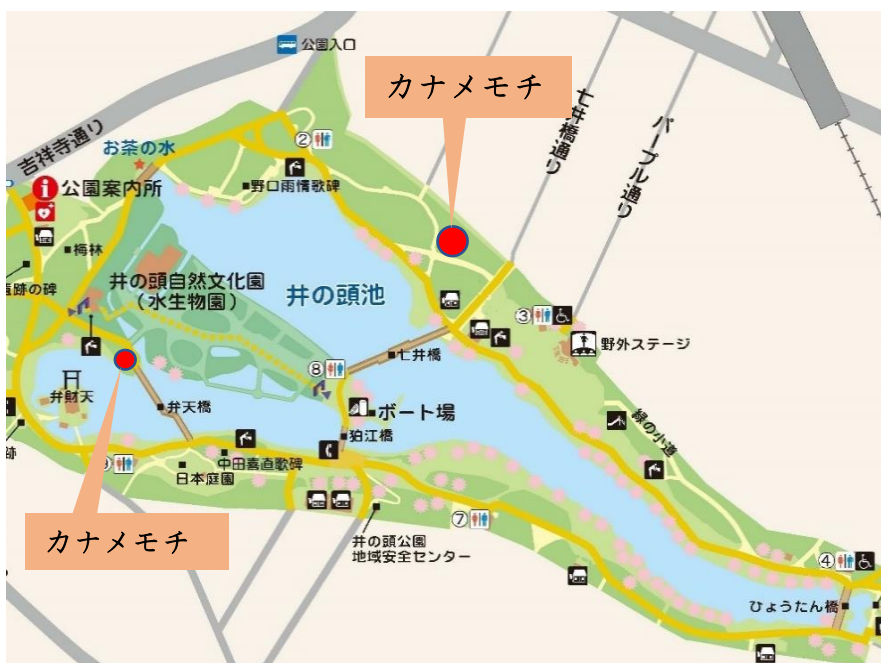 公園入口
カナメモチ
吉祥寺通り
お茶の水
②
七井橋通り
パープル通り
i
公園案内所
野口雨情歌碑
梅林
遺跡の碑
井の頭自然文化園
(水生物園)
井の頭池
③
野外ステージ
七井橋
⑧
弁財天
弁天橋
ボート場
狛江橋
緑の小道
跡
⑨
日本庭園
中田喜直歌碑
カナメモチ
⑦
井の頭公園
地域安全センター
④
ひょうたん橋